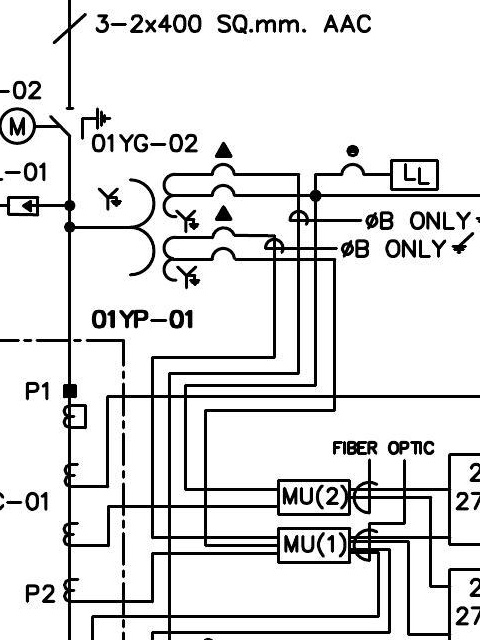 3-2x400 SQ.mm. AAC
-02
M
01YG-02
-01
LL
øB ONLY
øB ONLY
01YP-01
P1
FIBER OPTIC
2
27
MU(2)
C-01
MU(1)
P2
2
27